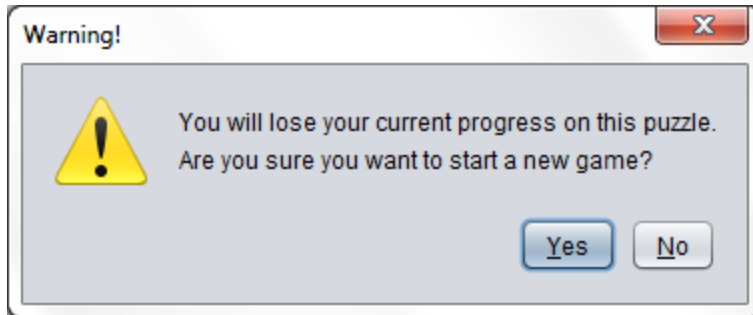 Warning!
You will lose your current progress on this puzzle.
Are you sure you want to start a new game?
Yes No